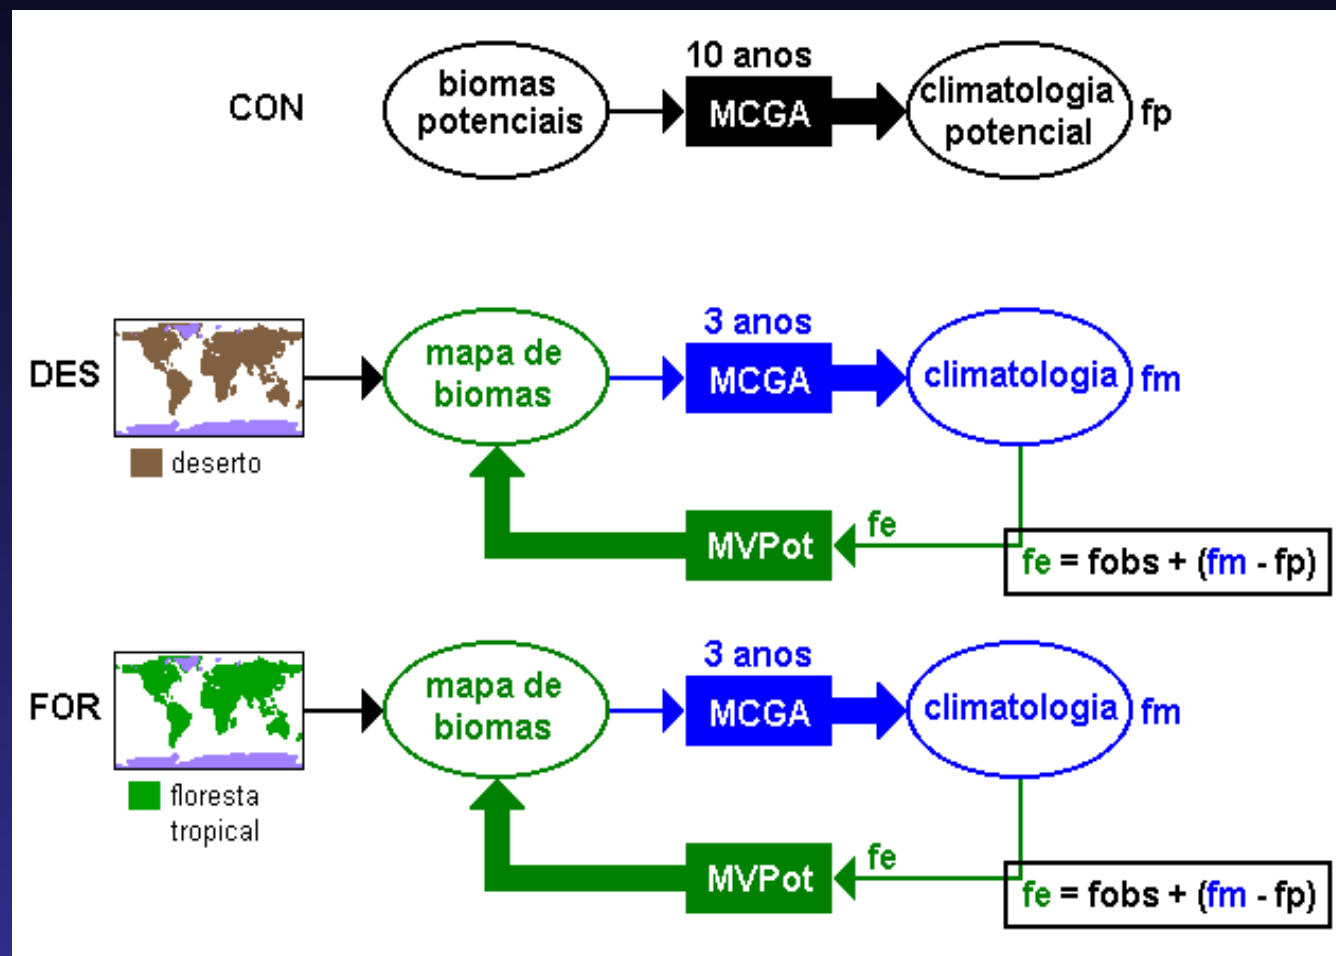 10 anos
CON
biomas
potenciais
MCGA
climatologia
potencial
fp
3 anos
DES
mapa de
biomas
MCGA
climatologia
fm
deserto
MVPot
fe
fe = fobs + (fm - fp)
3 anos
FOR
mapa de
biomas
MCGA
climatologia
fm
floresta
tropical
MVPot
fe
fe = fobs + (fm - fp)